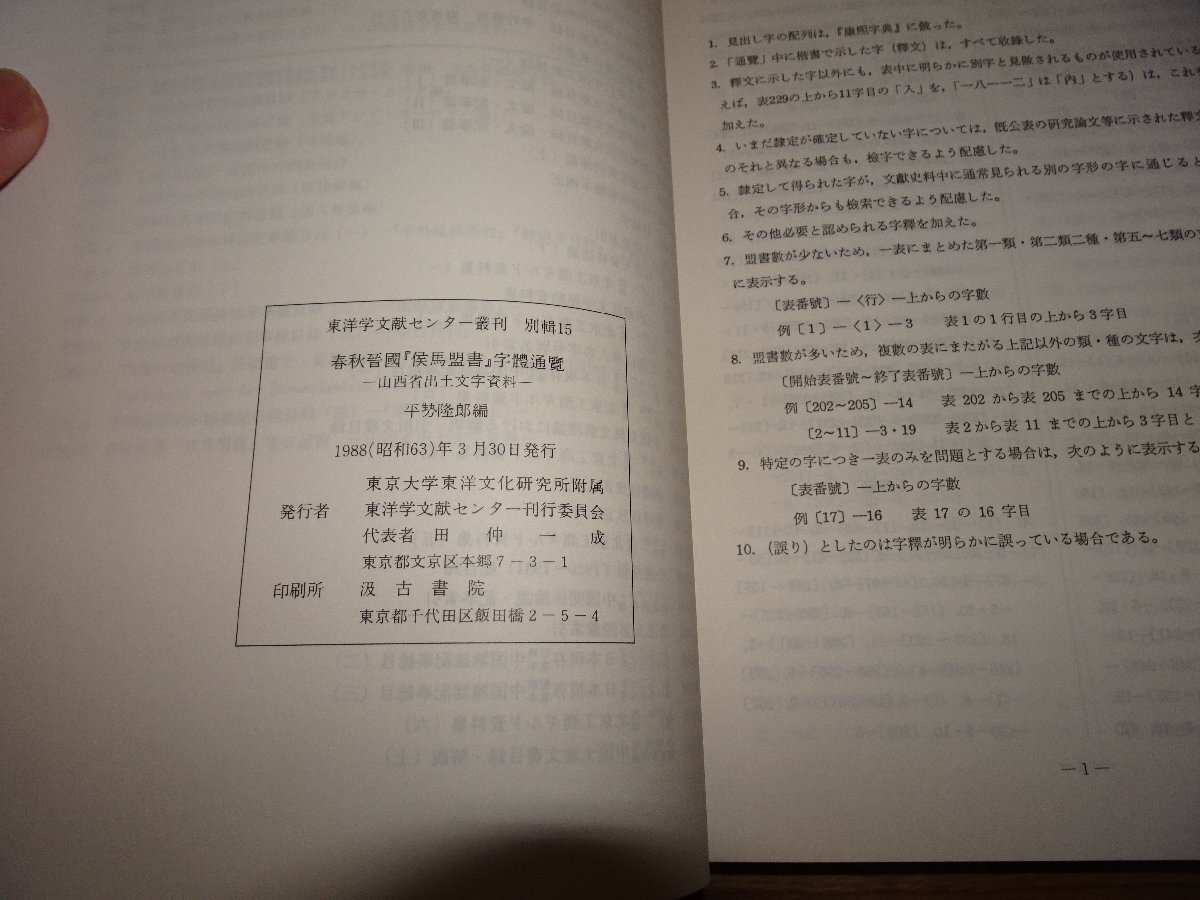 東洋学文献センター叢刊 別輯15
春秋晉國『侯馬盟書』字體通覽
―山西省出土文字資料―
平㔟隆郎編
1988(昭和63)年3月30日発行
東京大学東洋文化研究所附属
発行者 東洋学文献センター刊行委員会
代表者 田仲一成
東京都文京区本郷7-3-1
印刷所 汲古書院
東京都千代田区飯田橋2-5-4
1. 見出し字の配列は,『康煕字典』に倣った。
2. 「通覽」中に楷書で示した字(釋文)は,すべて收錄した。
3. 釋文に示した字以外にも,表中に明らかに別字と見敗されるものが使用されている
えば,表229の上から11字目の「入」を,「一八一一二」は「內」とする)は,これ
加えた。
4. いまだ隸定が確定していない字については,旣公表の硏究論文等に示された釋
のそれと異なる場合も,檢字できるよう配慮した。
5. 隸定して得られた字が,文獻史料中に通常見られる別の字形の字に通じると
合,その字形からも檢索できるよう配慮した。
6. その他必要と認められる字釋を加えた。
7. 盟書數が少ないため,一表にまとめた第一類・第二類二種・第五~七類の
に表示する。
〔表番號〕―〈行〉―上からの字數
例〔1〕―〈1〉―3 表1の1行目の上から3字目
8. 盟書數が多いため,複數の表にまたがる上記以外の類・種の文字は,
〔開始表番號~終了表番號〕―上からの字數
例〔202~205〕―14 表202から表205までの上から14字
〔2~11〕―3・19 表2から表11までの上から3字目と
9. 特定の字につき一表のみを問題とする場合は,次のように表示する
〔表番號〕―上からの字數
例〔17〕―16 表17の16字目
10. (誤り)としたのは字釋が明らかに誤っている場合である。
―1―